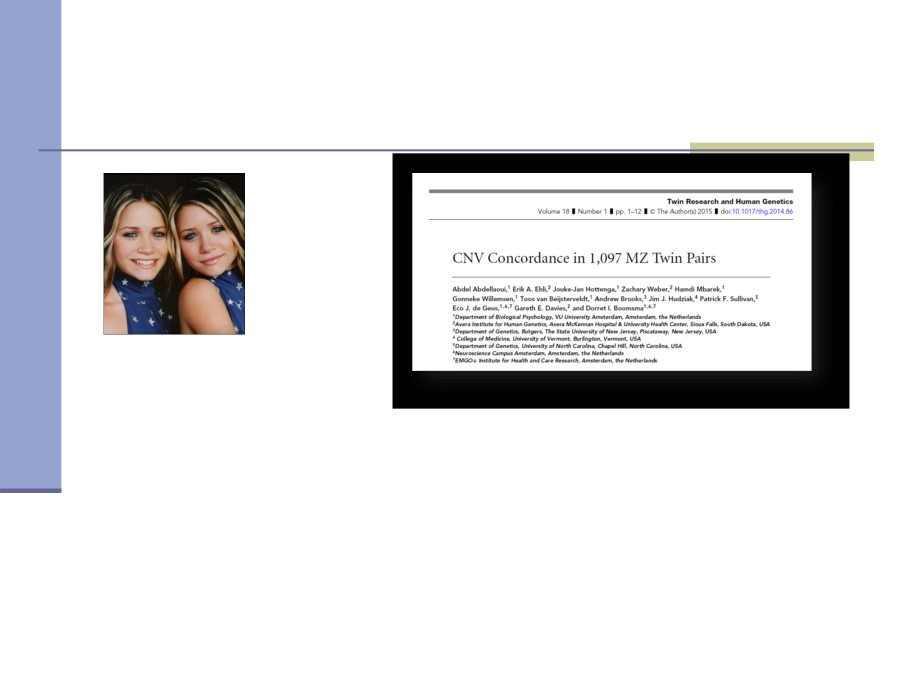 Twin Research and Human Genetics
Volume 18 ▮ Number 1 ▮ pp. 1–12 ▮ © The Author(s) 2015 ▮ doi:10.1017/thg.2014.86
CNV Concordance in 1,097 MZ Twin Pairs
Abdel Abdellaoui,¹ Erik A. Ehli,² Jouke-Jan Hottenga,¹ Zachary Weber,² Hamdi Mbarek,¹
Gonneke Willemsen,¹ Toos van Beijsterveldt,¹ Andrew Brooks,³ Jim J. Hudziak,⁴ Patrick F. Sullivan,⁵
Eco J. de Geus,¹,⁶,⁷ Gareth E. Davies,² and Dorret I. Boomsma¹,⁶,⁷
¹Department of Biological Psychology, VU University Amsterdam, Amsterdam, the Netherlands
²Avera Institute for Human Genetics, Avera McKennan Hospital & University Health Center, Sioux Falls, South Dakota, USA
³Department of Genetics, Rutgers, The State University of New Jersey, Piscataway, New Jersey, USA
⁴ College of Medicine, University of Vermont, Burlington, Vermont, USA
⁵Department of Genetics, University of North Carolina, Chapel Hill, North Carolina, USA
⁶Neuroscience Campus Amsterdam, Amsterdam, the Netherlands
⁷EMGO+ Institute for Health and Care Research, Amsterdam, the Netherlands